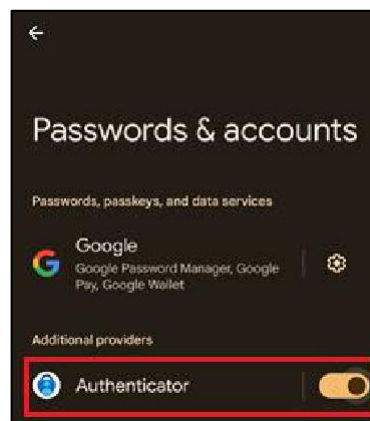 Passwords & accounts
Passwords, passkeys, and data services
Google
Google Password Manager, Google
Pay, Google Wallet
Additional providers
Authenticator